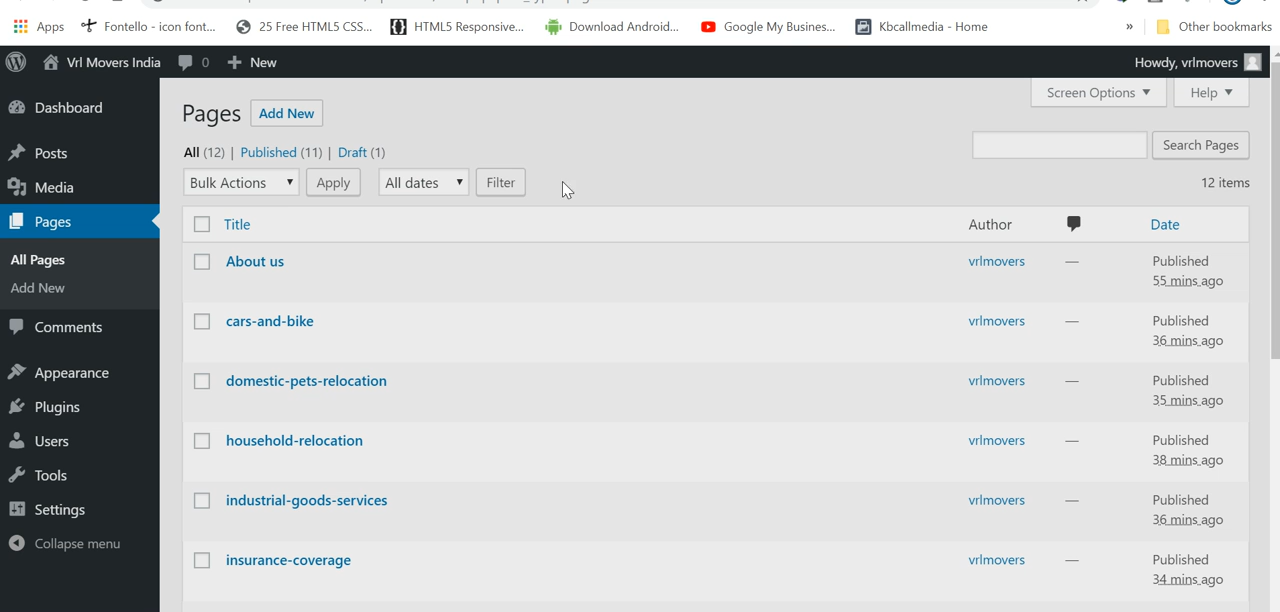 Apps Fontello - icon font... 25 Free HTML5 CSS... HTML5 Responsive... Download Android... Google My Busines... Kbcallmedia - Home » Other bookmarks
Vrl Movers India 0 + New Howdy, vrlmovers
Screen Options ▼ Help ▼
Dashboard
Posts
Media
Pages
All Pages
Add New
Comments
Appearance
Plugins
Users
Tools
Settings
Collapse menu
Pages Add New
All (12) | Published (11) | Draft (1)
Search Pages
Bulk Actions ▼ Apply All dates ▼ Filter
12 items
Title Author Date
About us vrlmovers — Published
55 mins ago
cars-and-bike vrlmovers — Published
36 mins ago
domestic-pets-relocation vrlmovers — Published
35 mins ago
household-relocation vrlmovers — Published
38 mins ago
industrial-goods-services vrlmovers — Published
36 mins ago
insurance-coverage vrlmovers — Published
34 mins ago